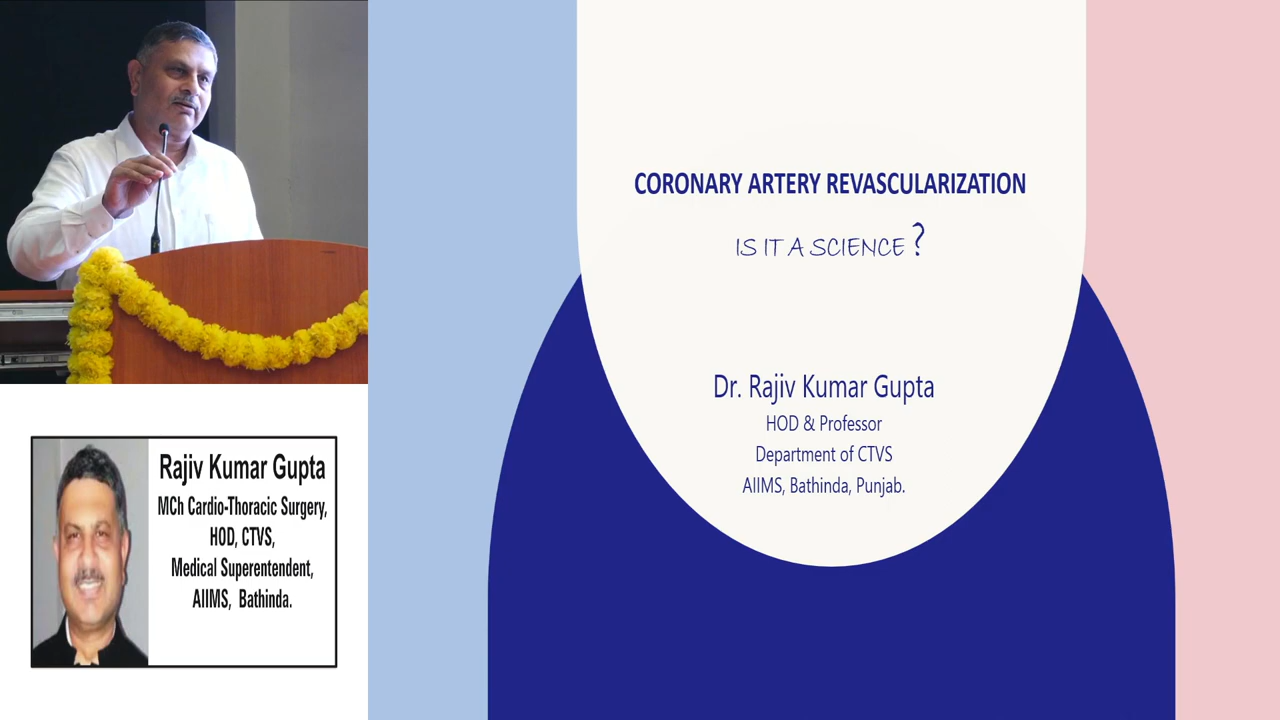 CORONARY ARTERY REVASCULARIZATION
IS IT A SCIENCE ?
Dr. Rajiv Kumar Gupta
HOD & Professor
Department of CTVS
AIIMS, Bathinda, Punjab.
Rajiv Kumar Gupta
MCh Cardio-Thoracic Surgery,
HOD, CTVS,
Medical Superentendent,
AIIMS, Bathinda.